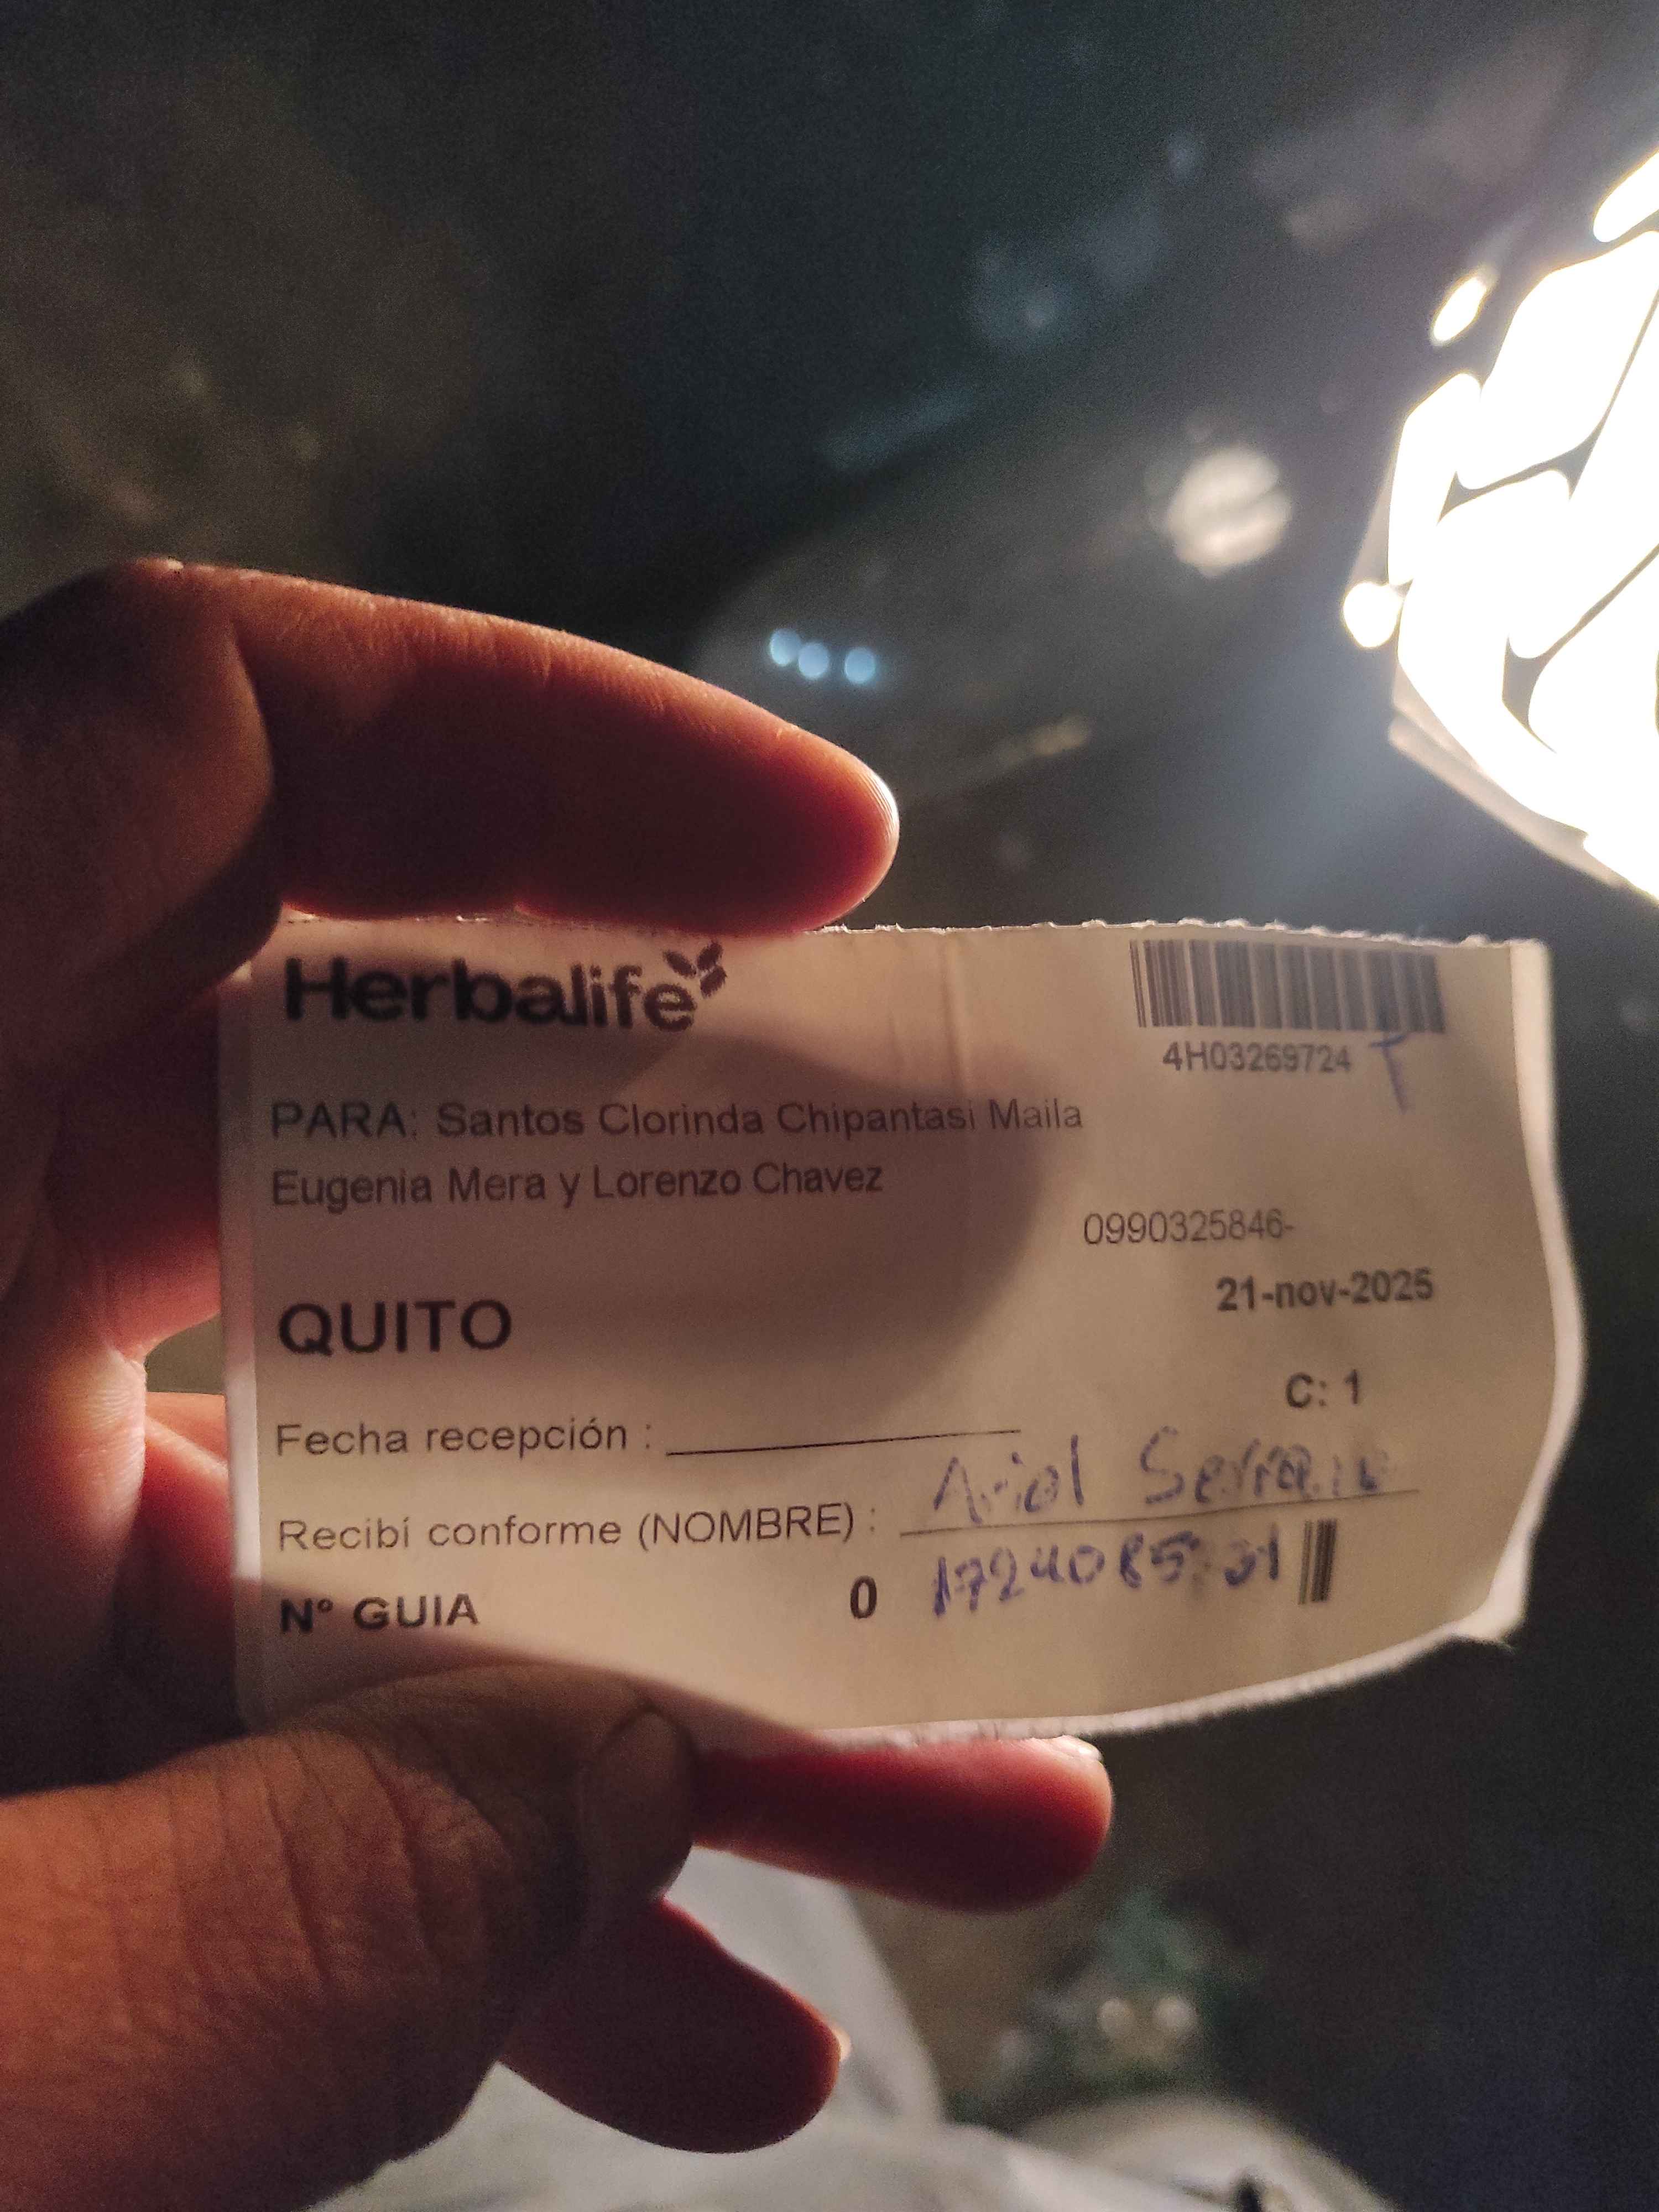 Herbalife
4H03269724 T
PARA: Santos Clorinda Chipantasi Maila
Eugenia Mera y Lorenzo Chavez
0990325846-
21-nov-2025
QUITO
C: 1
Fecha recepción :
Recibí conforme (NOMBRE) :
N° GUIA 0